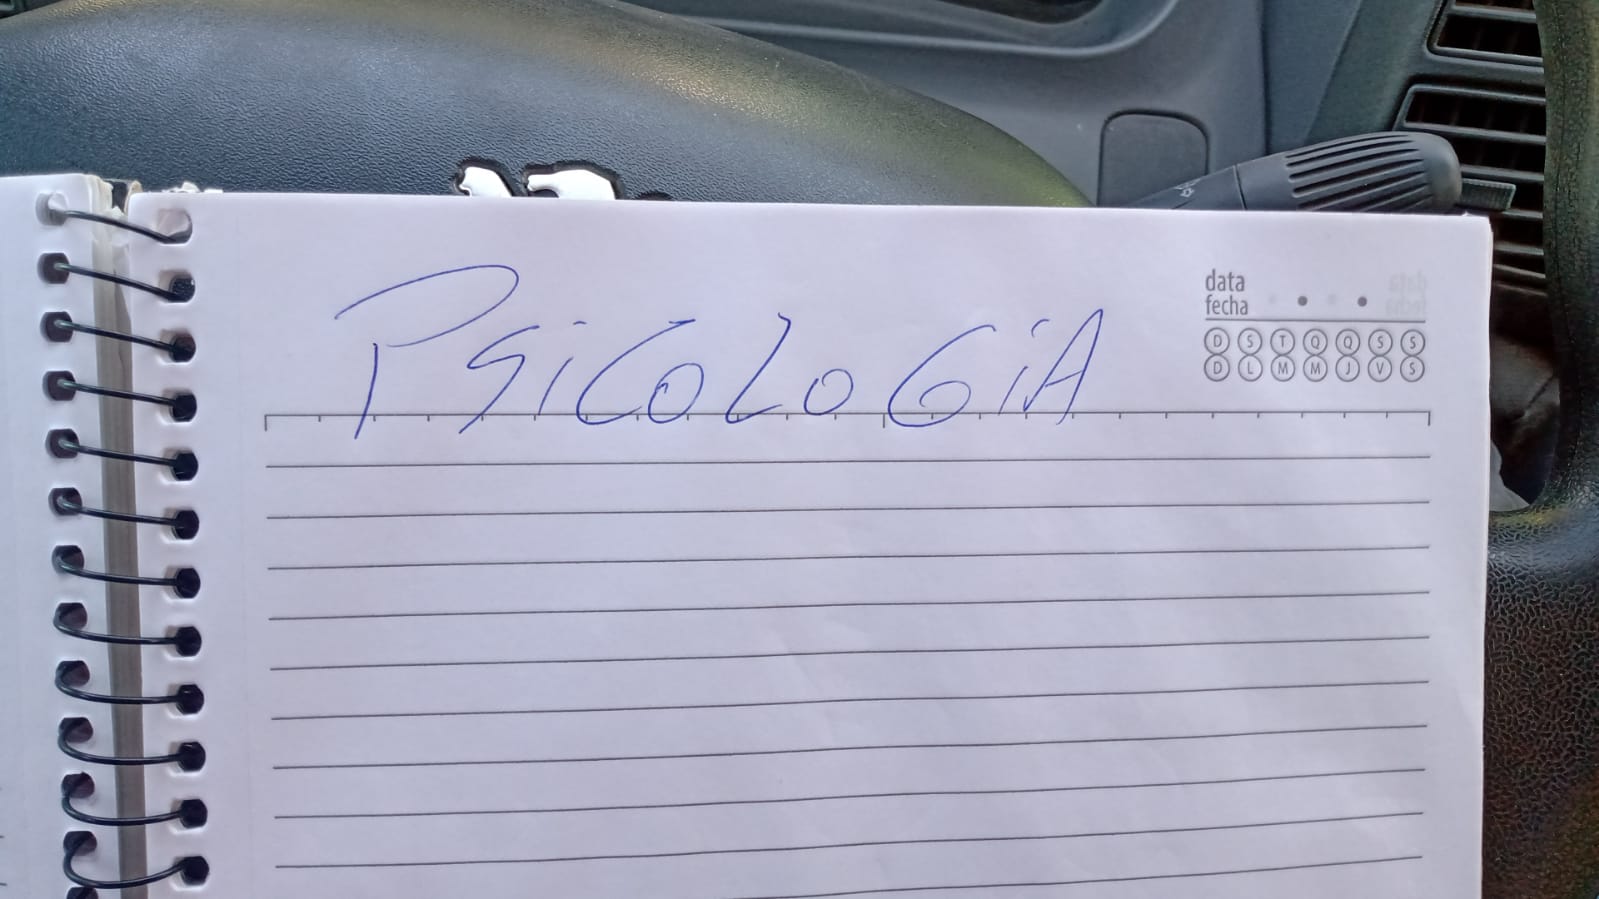 PSiCoLoGiA
data
fecha
D S T Q Q S S
D L M M J V S